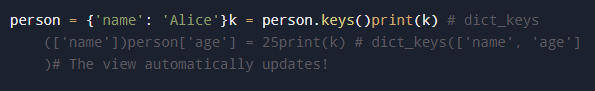 person = {'name': 'Alice'}k = person.keys()print(k) # dict_keys
(['name'])person['age'] = 25print(k) # dict_keys(['name', 'age']
)# The view automatically updates!